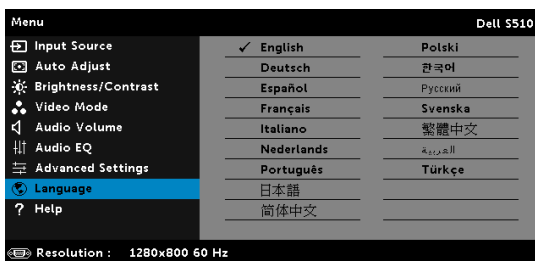 Menu Dell S510
Input Source
Auto Adjust
Brightness/Contrast
Video Mode
Audio Volume
Audio EQ
Advanced Settings
Language
? Help
✓ English
Deutsch
Español
Français
Italiano
Nederlands
Português
日本語
简体中文
Polski
한국어
Русский
Svenska
繁體中文
العربية
Türkçe
Resolution : 1280x800 60 Hz